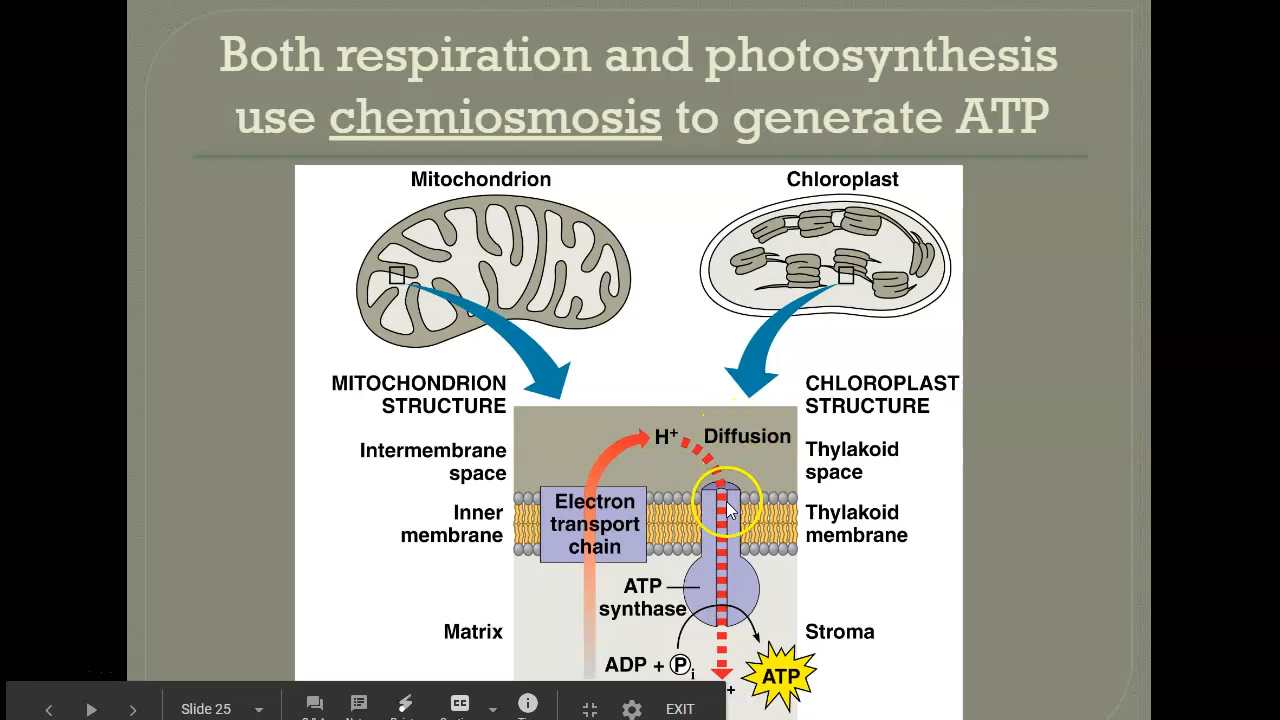 Both respiration and photosynthesis
use chemiosmosis to generate ATP
Mitochondrion
Chloroplast
MITOCHONDRION
STRUCTURE
CHLOROPLAST
STRUCTURE
Intermembrane
space
H+
Diffusion
Thylakoid
space
Inner
membrane
Electron
transport
chain
Thylakoid
membrane
ATP
synthase
Matrix
Stroma
ADP + Pi
ATP
+
Slide 25
CC
EXIT